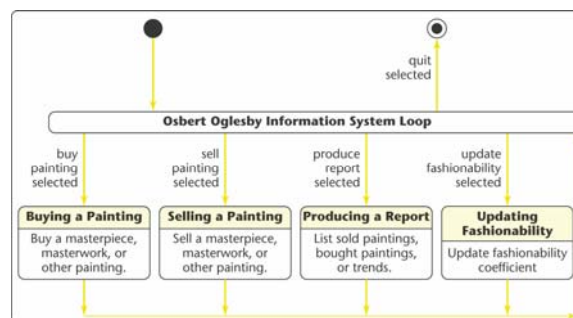 quit
selected
Osbert Oglesby Information System Loop
buy
painting
selected
sell
painting
selected
produce
report
selected
update
fashionability
selected
Buying a Painting
Buy a masterpiece,
masterwork, or
other painting.
Selling a Painting
Sell a masterpiece,
masterwork, or
other painting.
Producing a Report
List sold paintings,
bought paintings,
or trends.
Updating
Fashionability
Update fashionability
coefficient